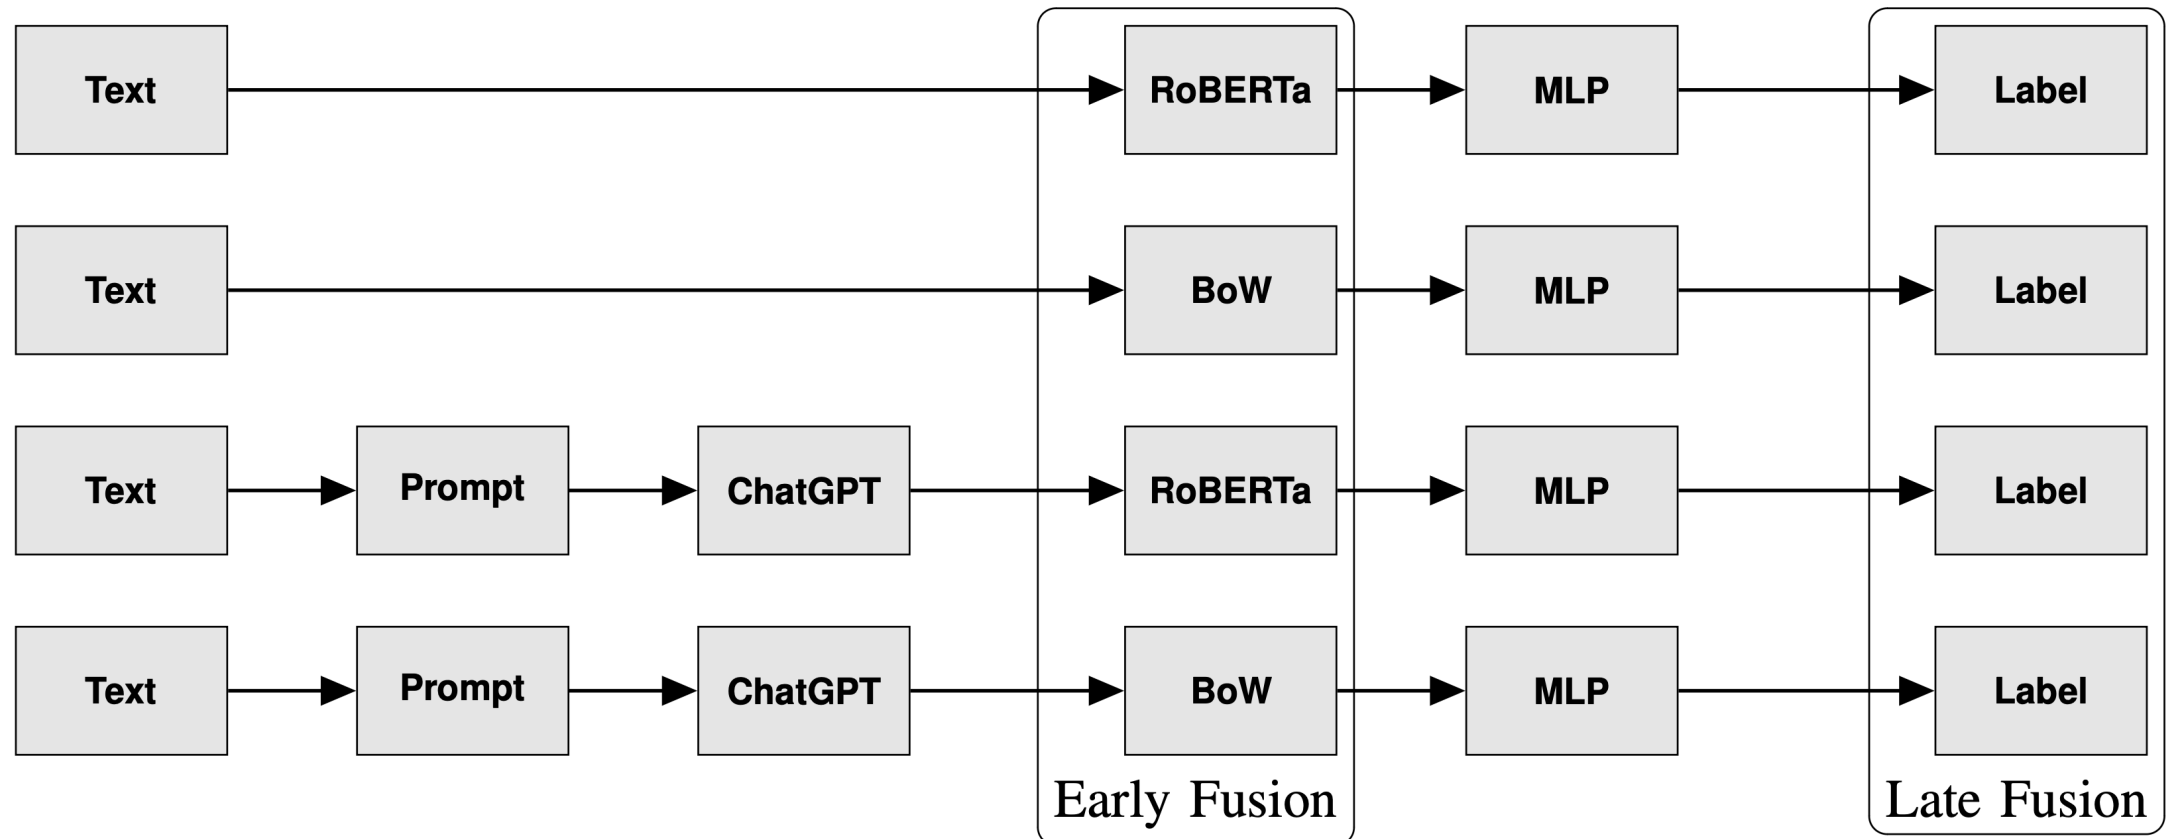 Text RoBERTa MLP Label
Text BoW MLP Label
Text Prompt ChatGPT RoBERTa MLP Label
Text Prompt ChatGPT BoW MLP Label
Early Fusion Late Fusion